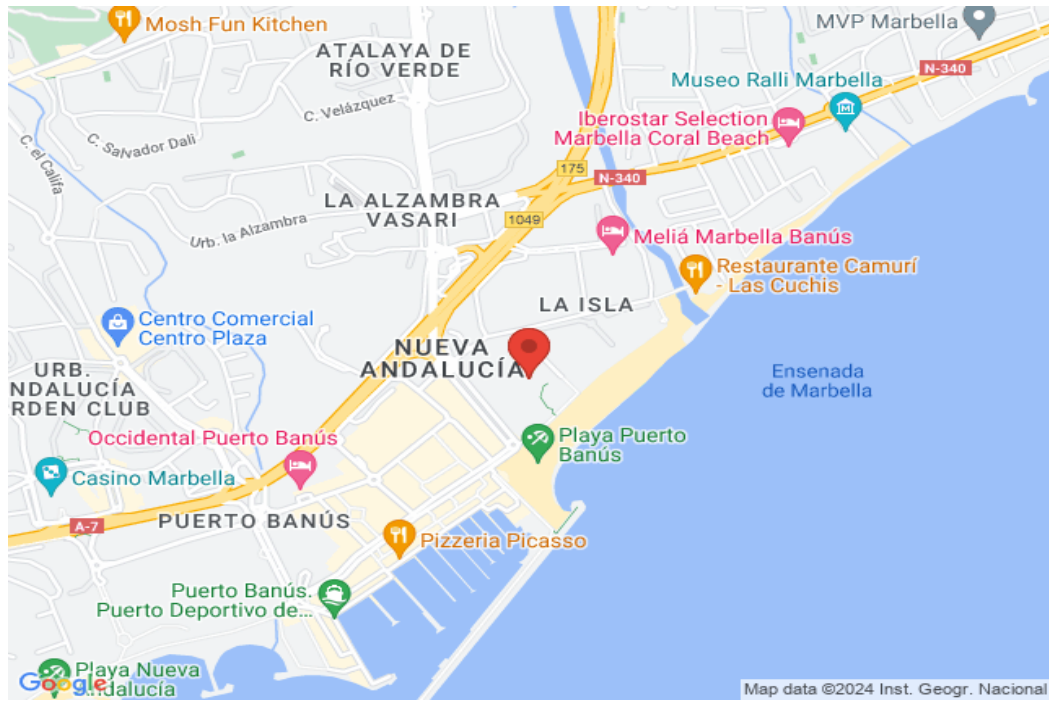 Mosh Fun Kitchen
MVP Marbella
ATALAYA DE
RÍO VERDE
N-340
Museo Ralli Marbella
C. Velázquez
Iberostar Selection
Marbella Coral Beach
C. Salvador Dali
C. el Califa
175
N-340
LA ALZAMBRA
VASARI
1049
Urb. la Alzambra
Meliá Marbella Banús
Restaurante Camurí
- Las Cuchis
LA ISLA
Centro Comercial
Centro Plaza
NUEVA
ANDALUCÍA
URB.
NDALUCÍA
RDEN CLUB
Ensenada
de Marbella
Occidental Puerto Banús
Playa Puerto
Banús
Casino Marbella
A-7
PUERTO BANÚS
Pizzeria Picasso
Puerto Banús.
Puerto Deportivo de...
Playa Nueva
Andalucía
Google
Map data ©2024 Inst. Geogr. Nacional